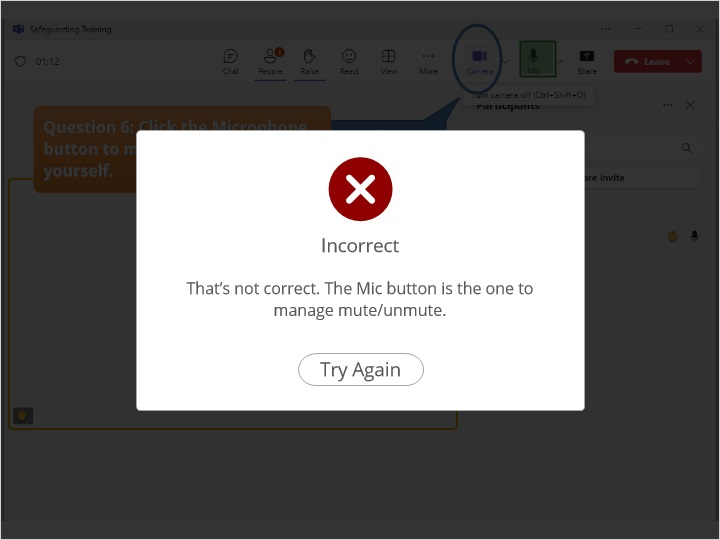 Safeguarding Training
01:12
Chat
People
Raise
React
View
More
Camera
Mic
Share
Leave
Turn camera off (Ctrl+Shift+O)
Participants
Question 6: Click the Microphone
button to m
yourself.
are invite
Incorrect
That’s not correct. The Mic button is the one to
manage mute/unmute.
Try Again